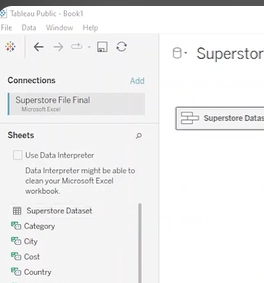 Tableau Public - Book1
File Data Window Help
Superstor
Connections Add
Superstore File Final
Microsoft Excel
Superstore Datas
Sheets
Use Data Interpreter
Data Interpreter might be able to
clean your Microsoft Excel
workbook.
Superstore Dataset
Category
City
Cost
Country